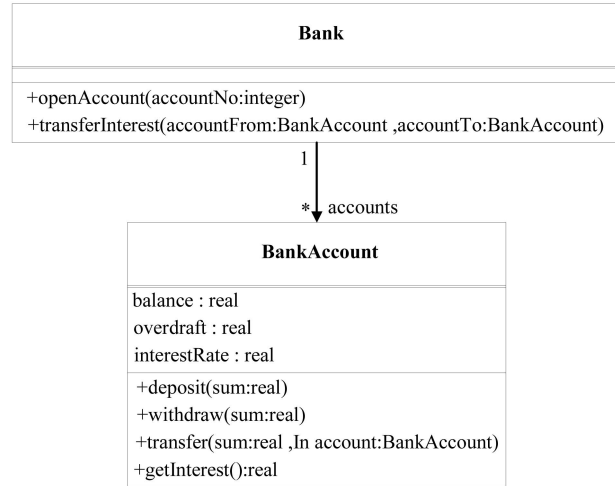 Bank
+openAccount(accountNo:integer)
+transferInterest(accountFrom:BankAccount ,accountTo:BankAccount)
1
* accounts
BankAccount
balance : real
overdraft : real
interestRate : real
+deposit(sum:real)
+withdraw(sum:real)
+transfer(sum:real ,In account:BankAccount)
+getInterest():real